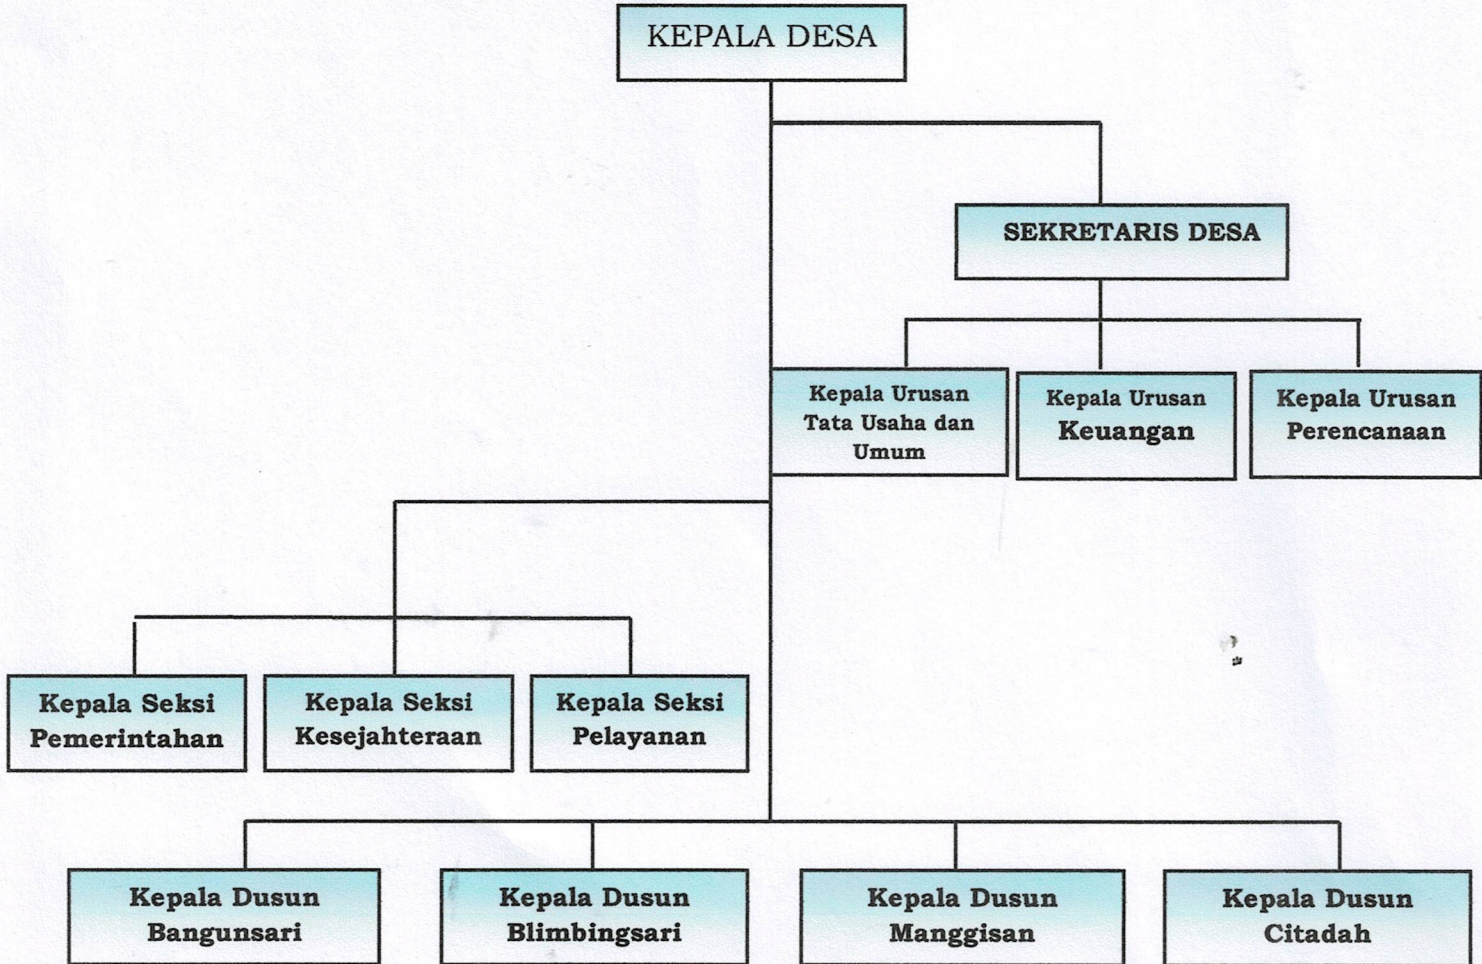 KEPALA DESA
SEKRETARIS DESA
Kepala Urusan
Tata Usaha dan
Umum
Kepala Urusan
Keuangan
Kepala Urusan
Perencanaan
Kepala Seksi
Pemerintahan
Kepala Seksi
Kesejahteraan
Kepala Seksi
Pelayanan
Kepala Dusun
Bangunsari
Kepala Dusun
Blimbingsari
Kepala Dusun
Manggisan
Kepala Dusun
Citadah